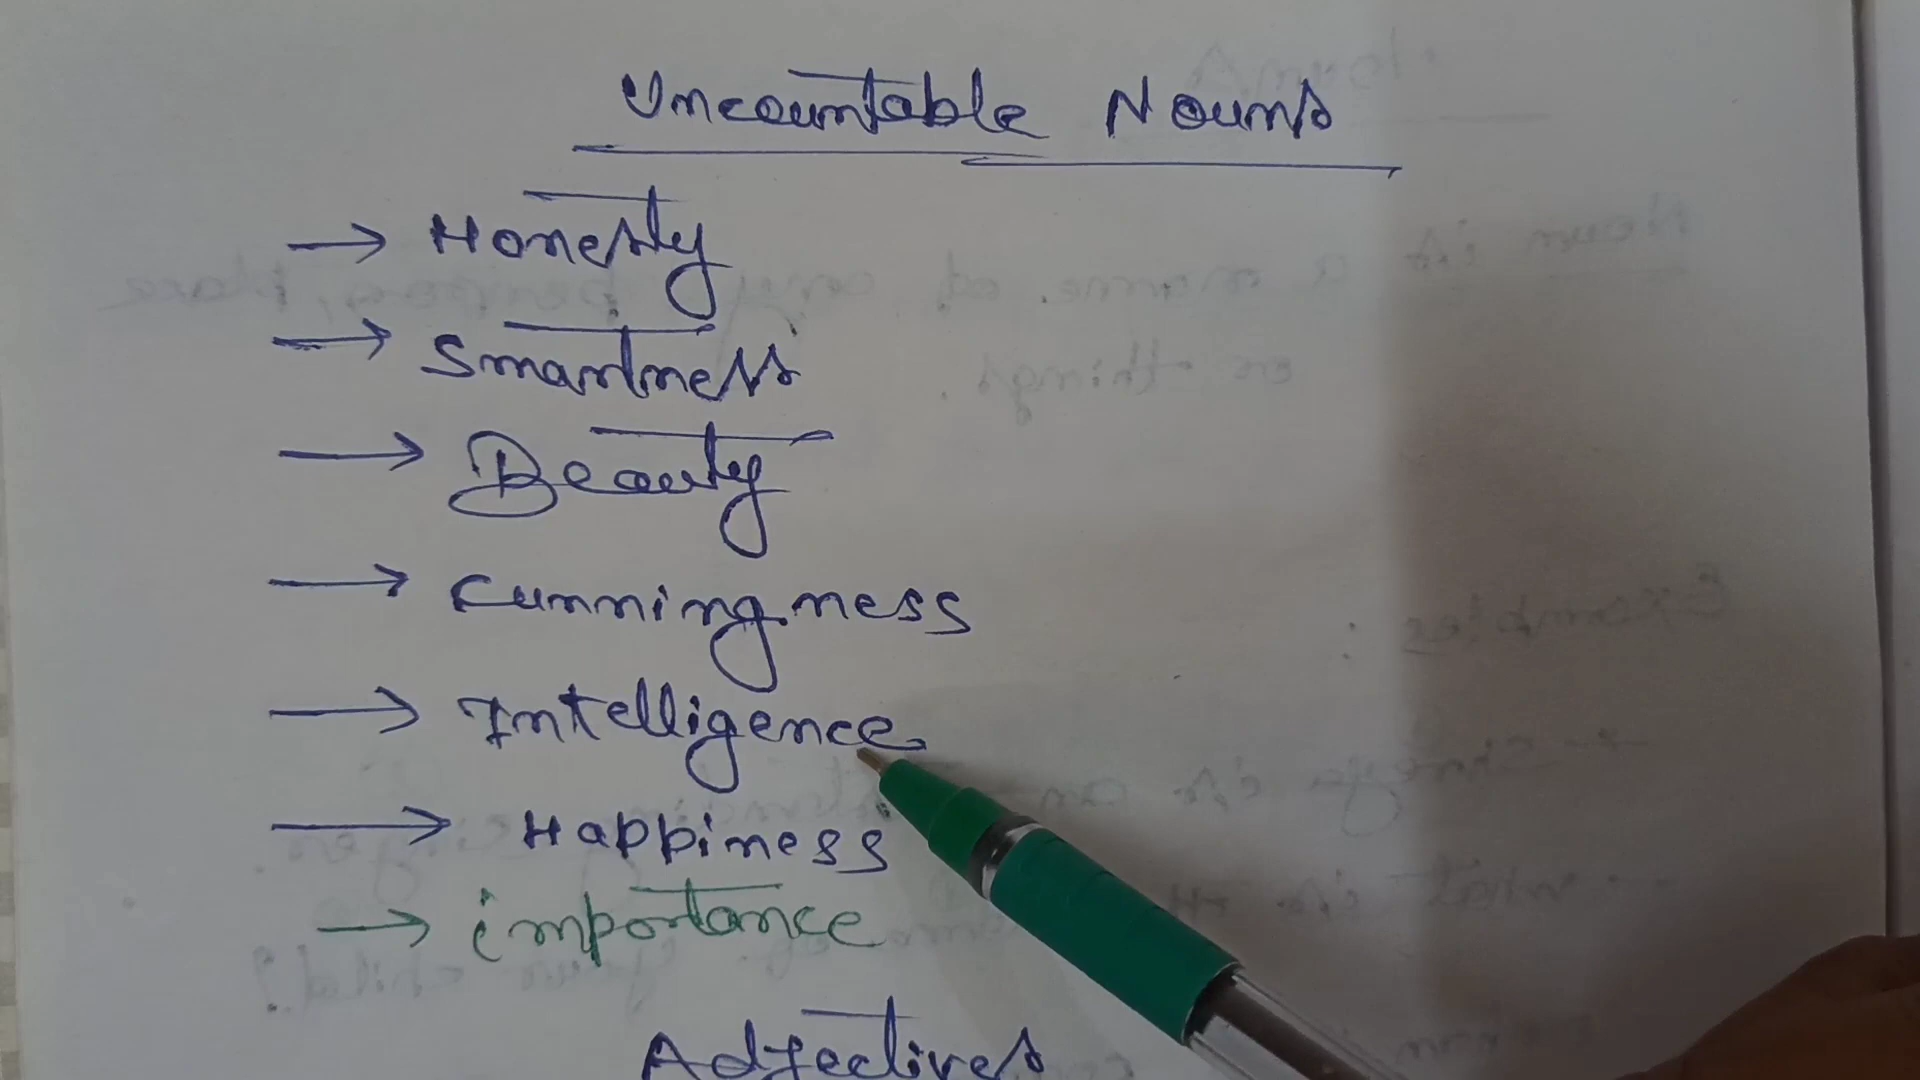 Uncountable Nouns
→ Honesty
→ Smartness
→ Beauty
→ Cunningness
→ Intelligence
→ Happiness
→ importance
Adjectives